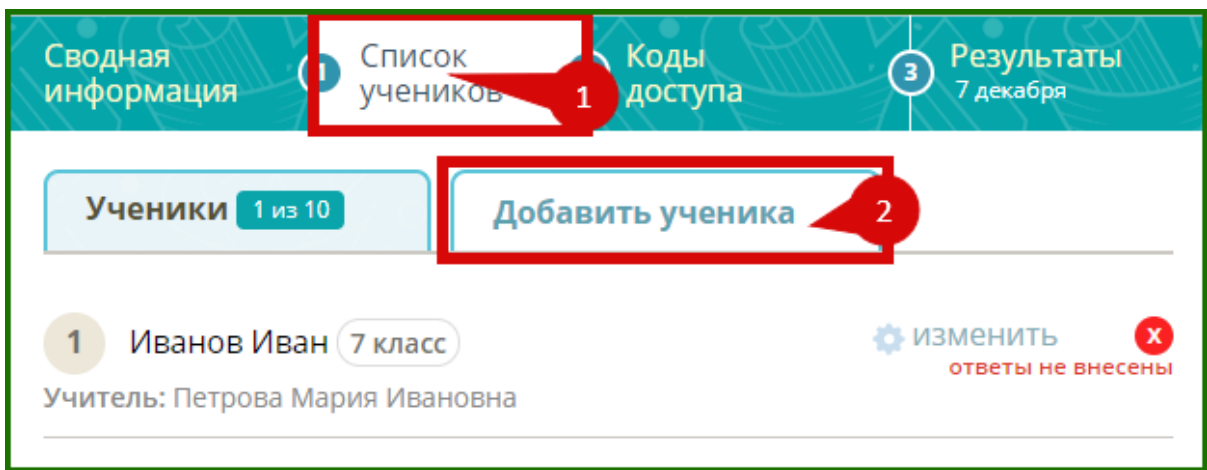 Сводная
информация
1
Список
учеников
1
Коды
доступа
3
Результаты
7 декабря
Ученики 1 из 10
Добавить ученика
2
1 Иванов Иван 7 класс
изменить X
ответы не внесены
Учитель: Петрова Мария Ивановна